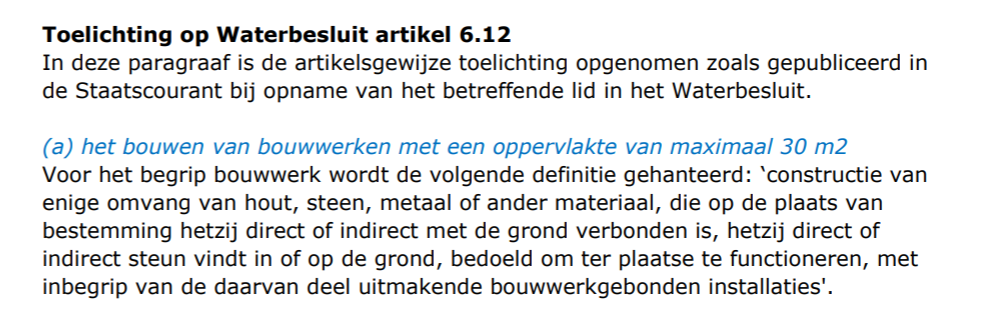 Toelichting op Waterbesluit artikel 6.12
In deze paragraaf is de artikelsgewijze toelichting opgenomen zoals gepubliceerd in
de Staatscourant bij opname van het betreffende lid in het Waterbesluit.
(a) het bouwen van bouwwerken met een oppervlakte van maximaal 30 m2
Voor het begrip bouwwerk wordt de volgende definitie gehanteerd: ‘constructie van
enige omvang van hout, steen, metaal of ander materiaal, die op de plaats van
bestemming hetzij direct of indirect met de grond verbonden is, hetzij direct of
indirect steun vindt in of op de grond, bedoeld om ter plaatse te functioneren, met
inbegrip van de daarvan deel uitmakende bouwwerkgebonden installaties'.